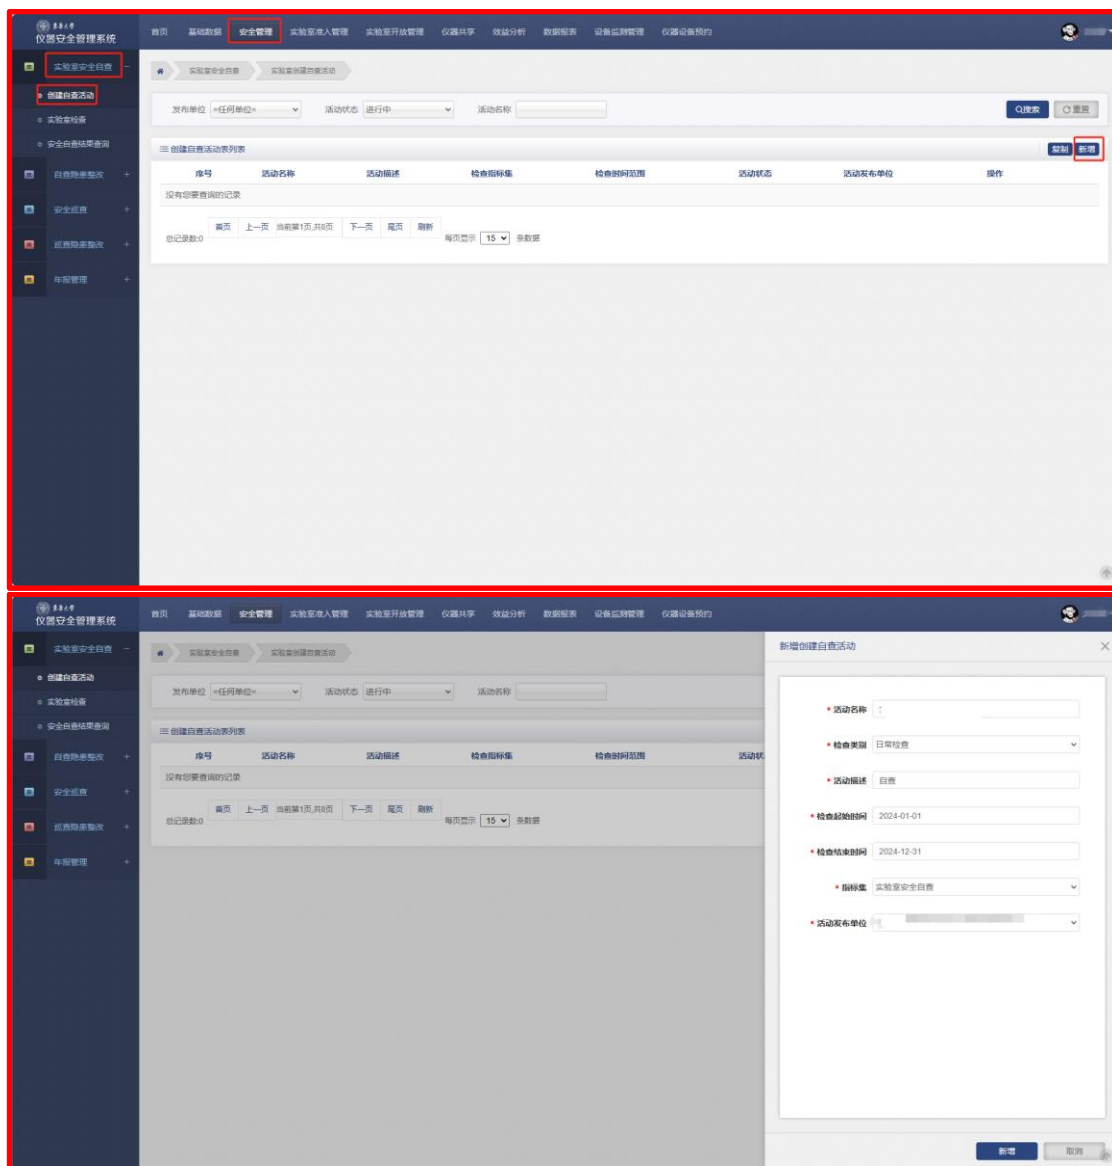 仪器安全管理系统
首页 基础数据 安全管理 实验室准入管理 实验室开放管理 仪器共享 效益分析 数据报表 设备监测管理 仪器设备预约
实验室安全自查
创建自查活动
实验室检查
安全自查结果查询
自查隐患整改
安全巡查
巡查隐患整改
年报管理
实验室安全自查 实验室创建自查活动
发布单位 =任何单位= 活动状态 进行中 活动名称 搜索 重置
创建自查活动表列表 复制 新增
序号 活动名称 活动描述 检查指标集 检查时间范围 活动状态 活动发布单位 操作
没有您要查询的记录
总记录数:0 首页 上一页 当前第1页,共0页 下一页 尾页 刷新 每页显示 15 条数据
仪器安全管理系统
首页 基础数据 安全管理 实验室准入管理 实验室开放管理 仪器共享 效益分析 数据报表 设备监测管理 仪器设备预约
实验室安全自查
创建自查活动
实验室检查
安全自查结果查询
自查隐患整改
安全巡查
巡查隐患整改
年报管理
实验室安全自查 实验室创建自查活动
发布单位 =任何单位= 活动状态 进行中 活动名称
创建自查活动表列表
序号 活动名称 活动描述 检查指标集 检查时间范围 活动状
没有您要查询的记录
总记录数:0 首页 上一页 当前第1页,共0页 下一页 尾页 刷新 每页显示 15 条数据
新增创建自查活动
* 活动名称
* 检查类别 日常检查
* 活动描述 自查
* 检查起始时间 2024-01-01
* 检查结束时间 2024-12-31
* 指标集 实验室安全自查
* 活动发布单位
新增 取消